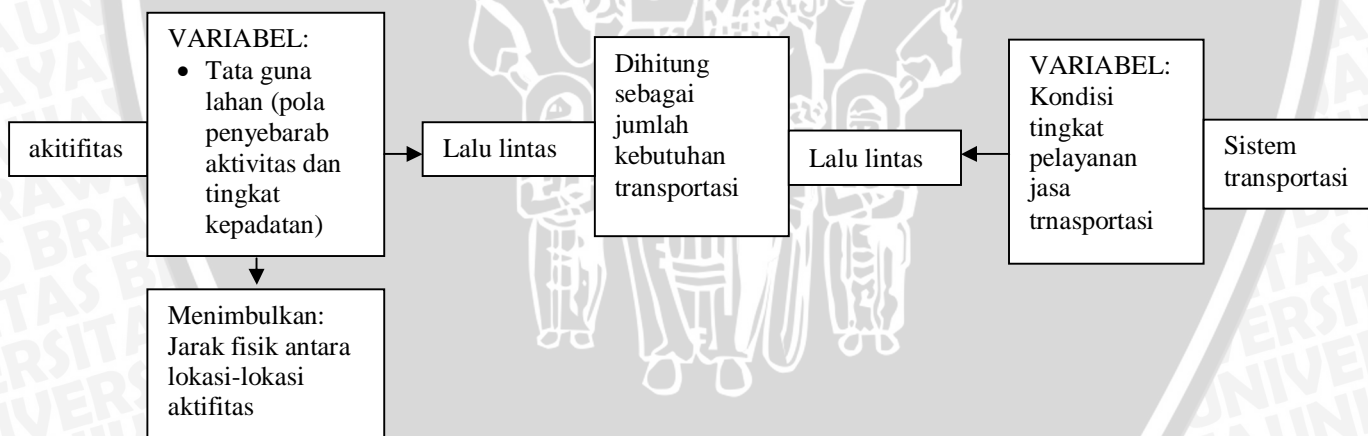 akitifitas
VARIABEL:
• Tata guna
lahan (pola
penyebarab
aktivitas dan
tingkat
kepadatan)
Menimbulkan:
Jarak fisik antara
lokasi-lokasi
aktifitas
Lalu lintas
Dihitung
sebagai
jumlah
kebutuhan
transportasi
Lalu lintas
VARIABEL:
Kondisi
tingkat
pelayanan
jasa
trnasportasi
Sistem
transportasi